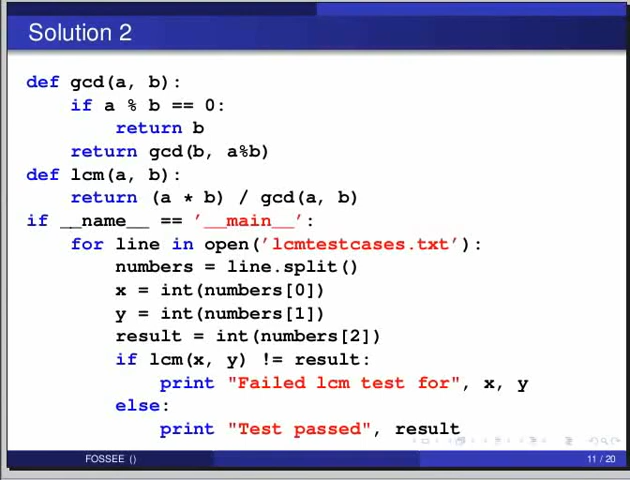 Solution 2
def gcd(a, b):
    if a % b == 0:
        return b
    return gcd(b, a%b)
def lcm(a, b):
    return (a * b) / gcd(a, b)
if __name__ == '__main__':
    for line in open('lcmtestcases.txt'):
        numbers = line.split()
        x = int(numbers[0])
        y = int(numbers[1])
        result = int(numbers[2])
        if lcm(x, y) != result:
            print "Failed lcm test for", x, y
        else:
            print "Test passed", result
FOSSEE ()
11 / 20